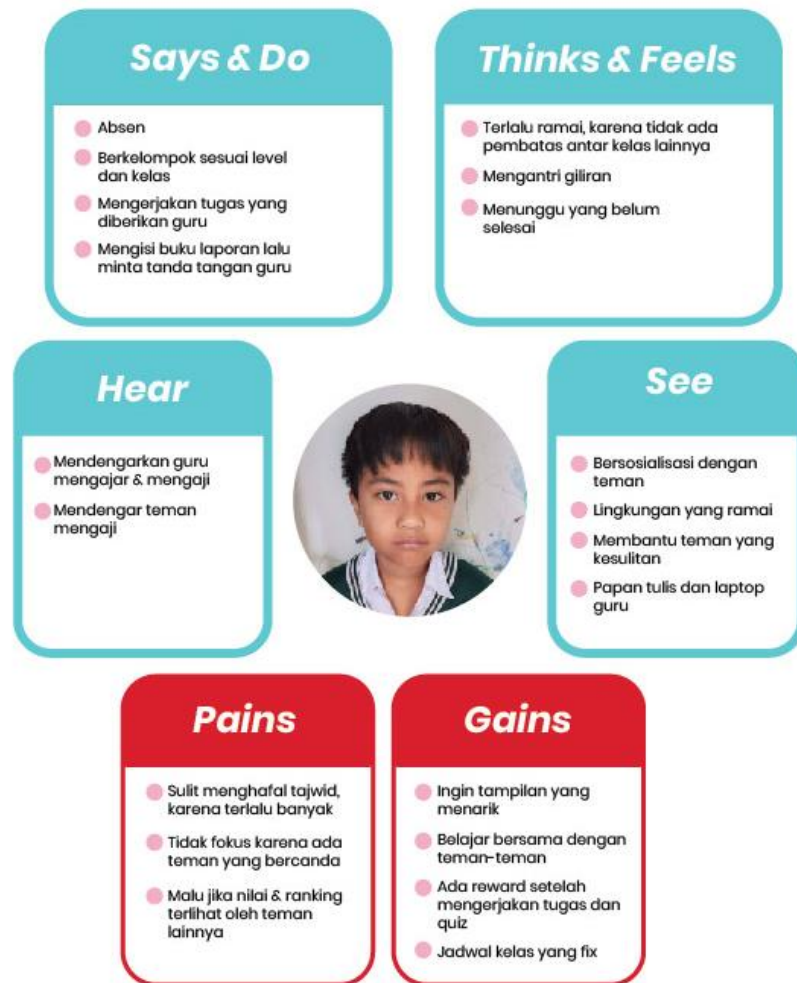 Says & Do
Absen
Berkelompok sesuai level
dan kelas
Mengerjakan tugas yang
diberikan guru
Mengisi buku laporan lalu
minta tanda tangan guru
Thinks & Feels
Terlalu ramai, karena tidak ada
pembatas antar kelas lainnya
Mengantri giliran
Menunggu yang belum
selesai
Hear
Mendengarkan guru
mengajar & mengaji
Mendengar teman
mengaji
See
Bersosialisasi dengan
teman
Lingkungan yang ramai
Membantu teman yang
kesulitan
Papan tulis dan laptop
guru
Pains
Sulit menghafal tajwid,
karena terlalu banyak
Tidak fokus karena ada
teman yang bercanda
Malu jika nilai & ranking
terlihat oleh teman
lainnya
Gains
Ingin tampilan yang
menarik
Belajar bersama dengan
teman-teman
Ada reward setelah
mengerjakan tugas dan
quiz
Jadwal kelas yang fix